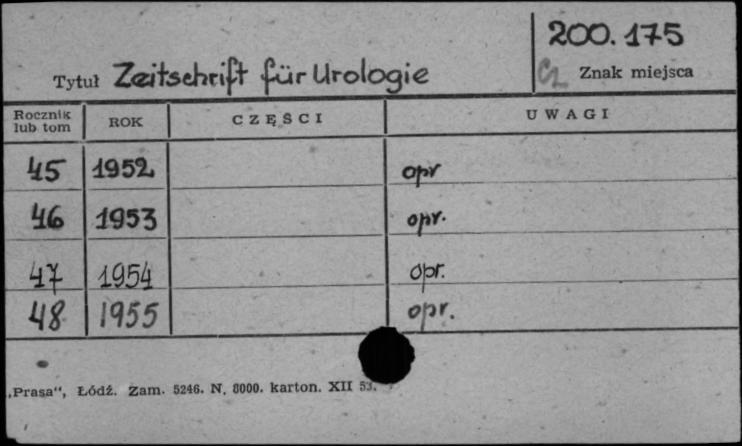 200.175
Tytuł Zeitschrift für Urologie
Cz Znak miejsca
Rocznik lub tom ROK CZĘŚCI UWAGI
45 1952 opr
46 1953 opr.
47 1954 opr.
48 1955 opr.
„Prasa“, Łódź. Zam. 5246. N. 8000. karton. XII 53.